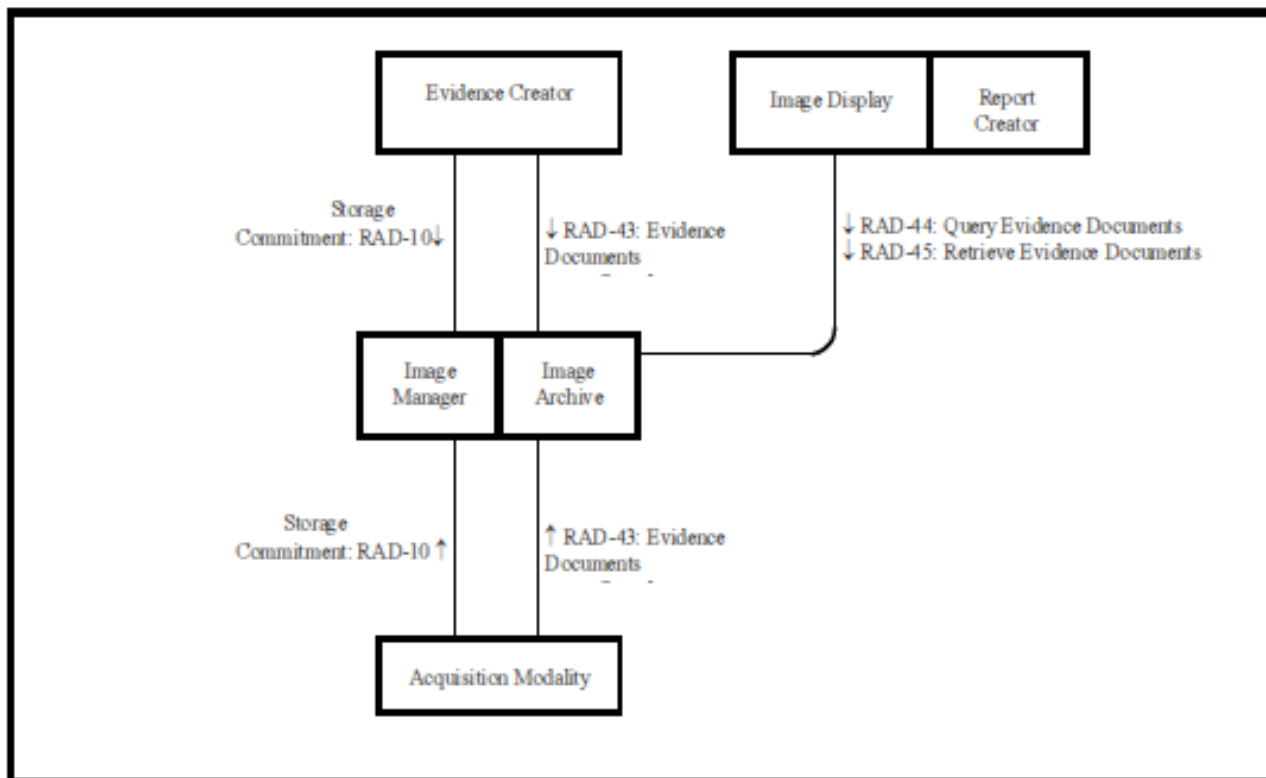 Evidence Creator
Image Display
Report
Creator
Storage
Commitment: RAD-10↓
↓ RAD-43: Evidence
Documents
↓ RAD-44: Query Evidence Documents
↓ RAD-45: Retrieve Evidence Documents
Image
Manager
Image
Archive
Storage
Commitment: RAD-10 ↑
↑ RAD-43: Evidence
Documents
Acquisition Modality